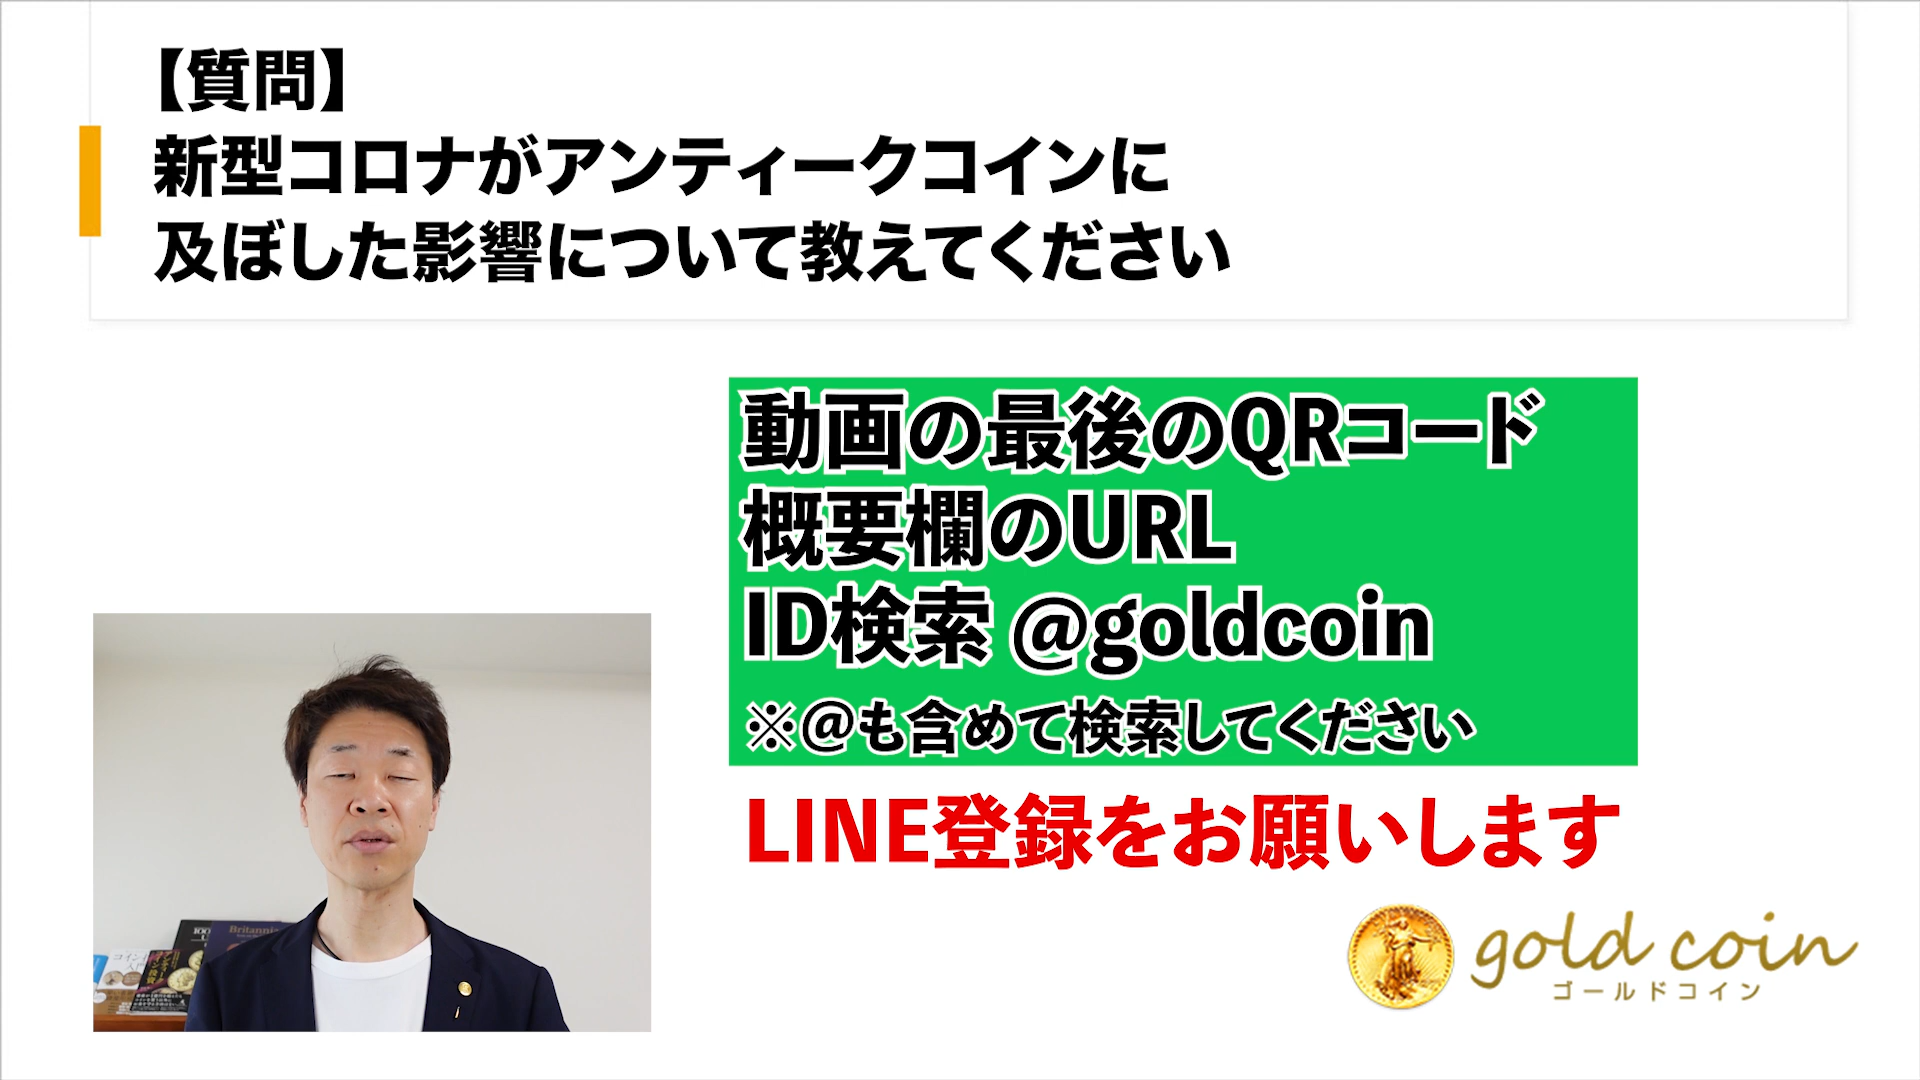 【質問】
新型コロナがアンティークコインに
及ぼした影響について教えてください
動画の最後のQRコード
概要欄のURL
ID検索 @goldcoin
※@も含めて検索してください
LINE登録をお願いします
Britannia
gold coin
ゴールドコイン